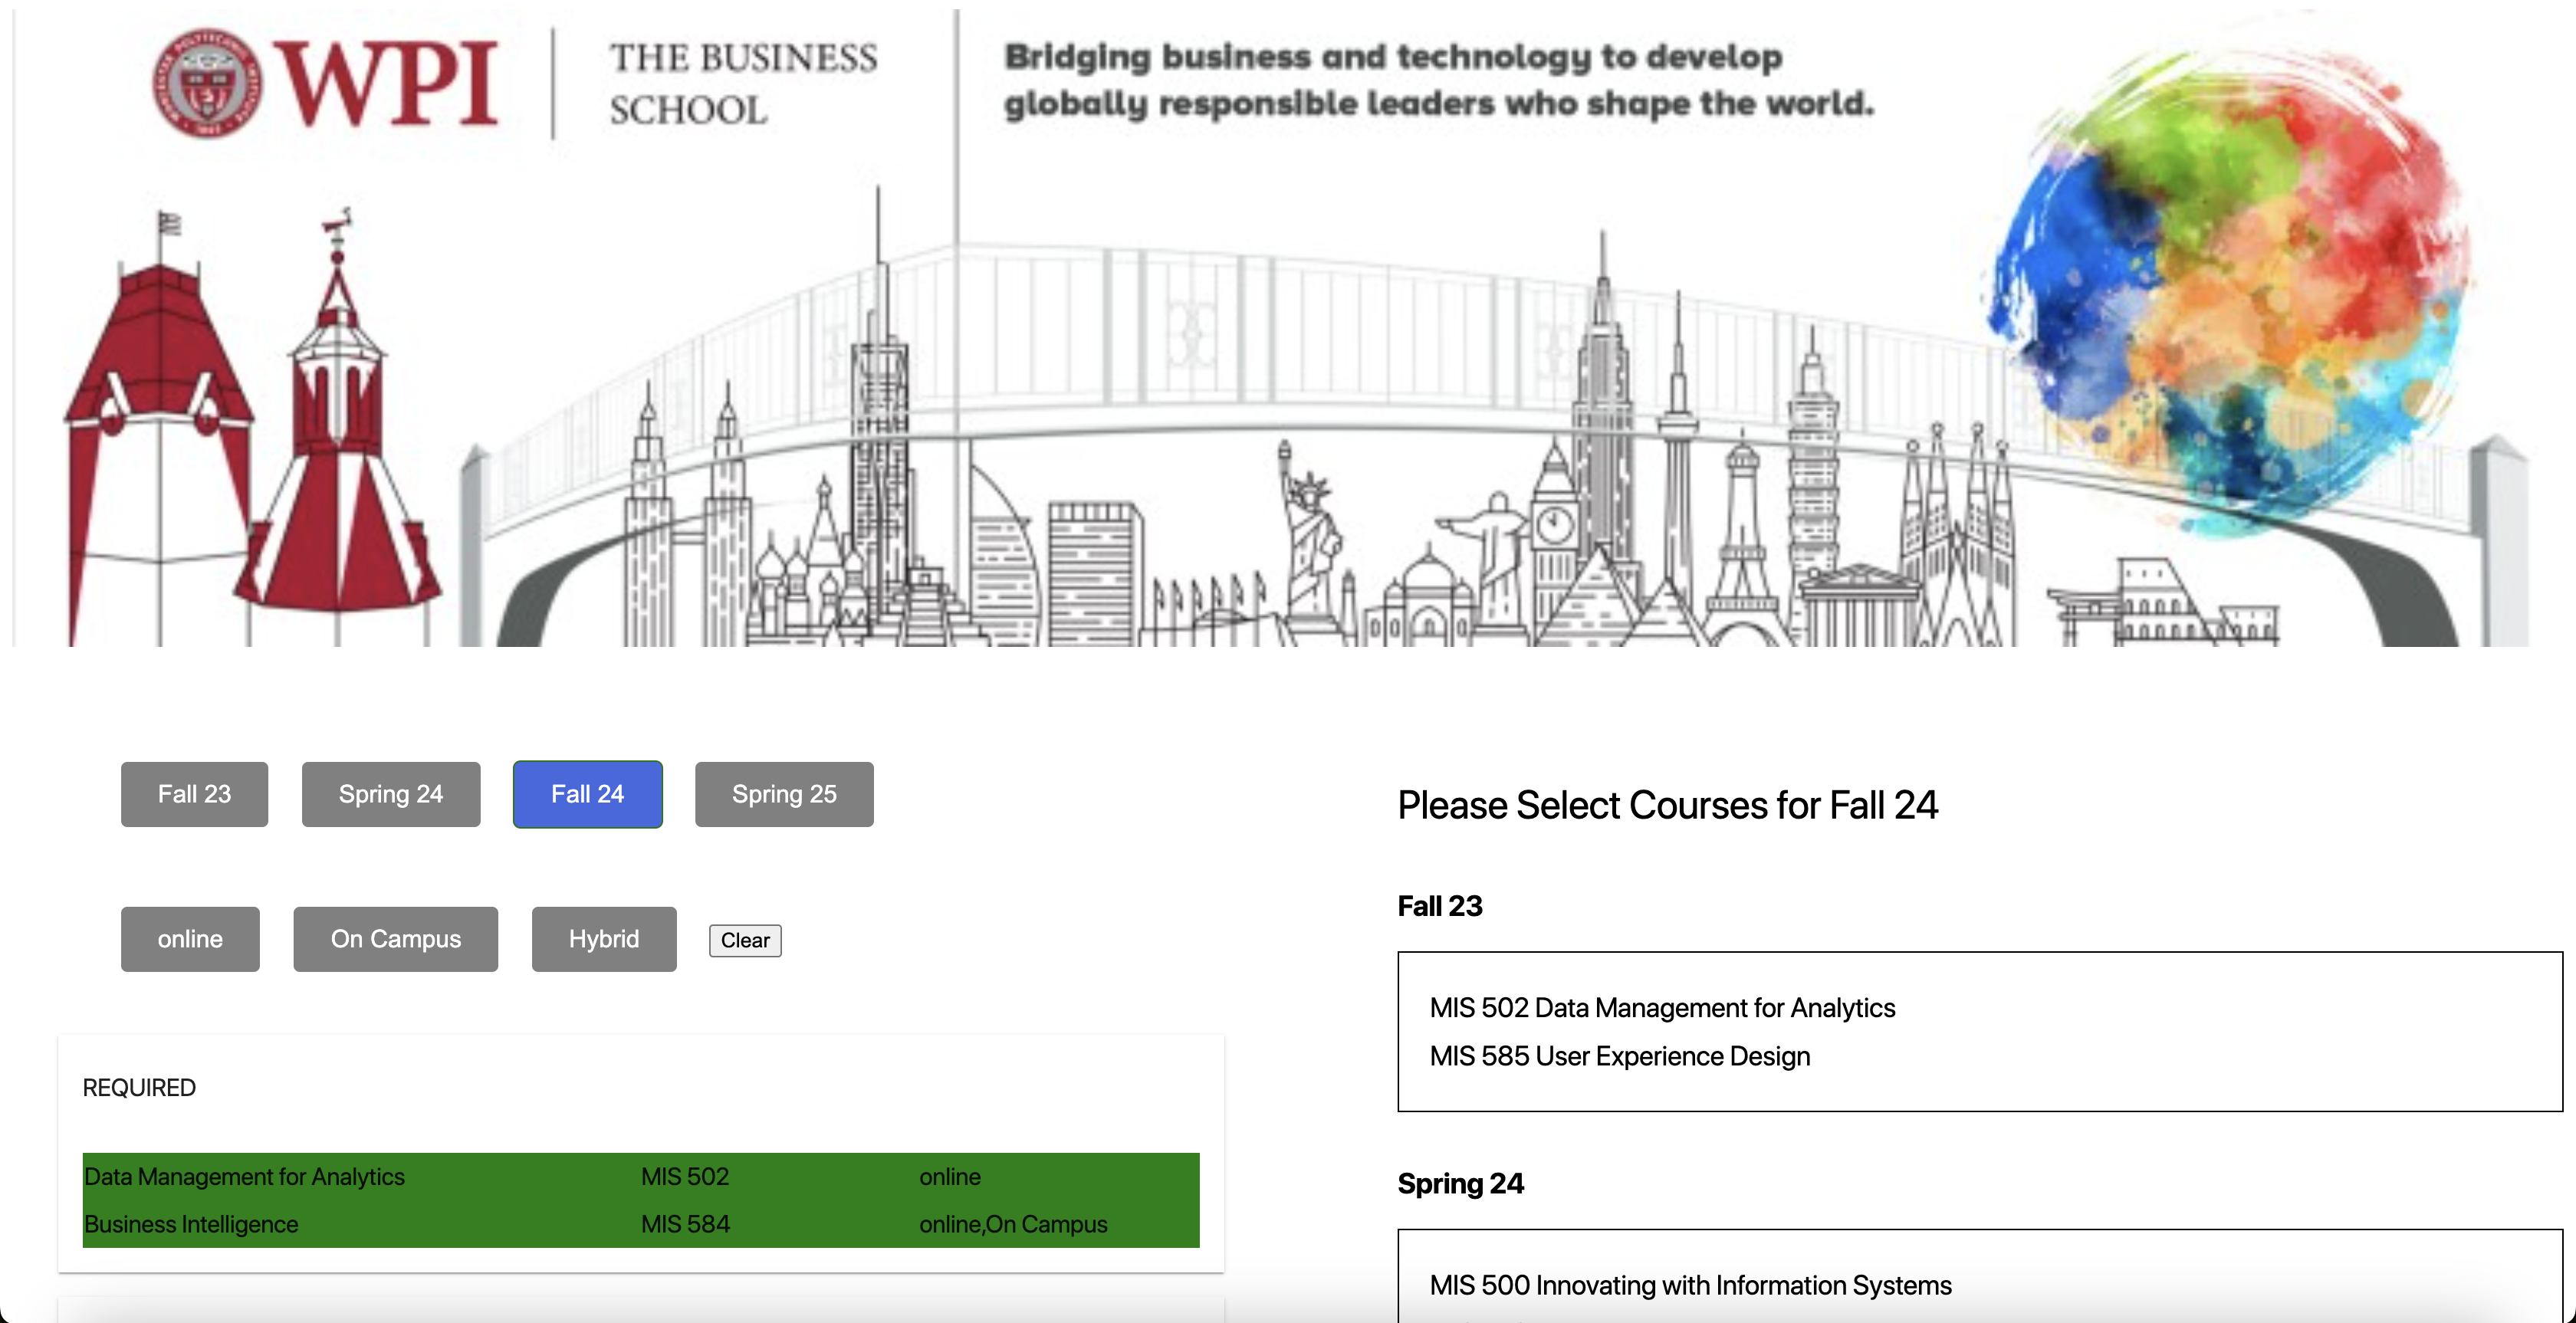 WPI
THE BUSINESS
SCHOOL
Bridging business and technology to develop
globally responsible leaders who shape the world.
Fall 23
Spring 24
Fall 24
Spring 25
online
On Campus
Hybrid
Clear
REQUIRED
Data Management for Analytics MIS 502 online
Business Intelligence MIS 584 online,On Campus
Please Select Courses for Fall 24
Fall 23
MIS 502 Data Management for Analytics
MIS 585 User Experience Design
Spring 24
MIS 500 Innovating with Information Systems